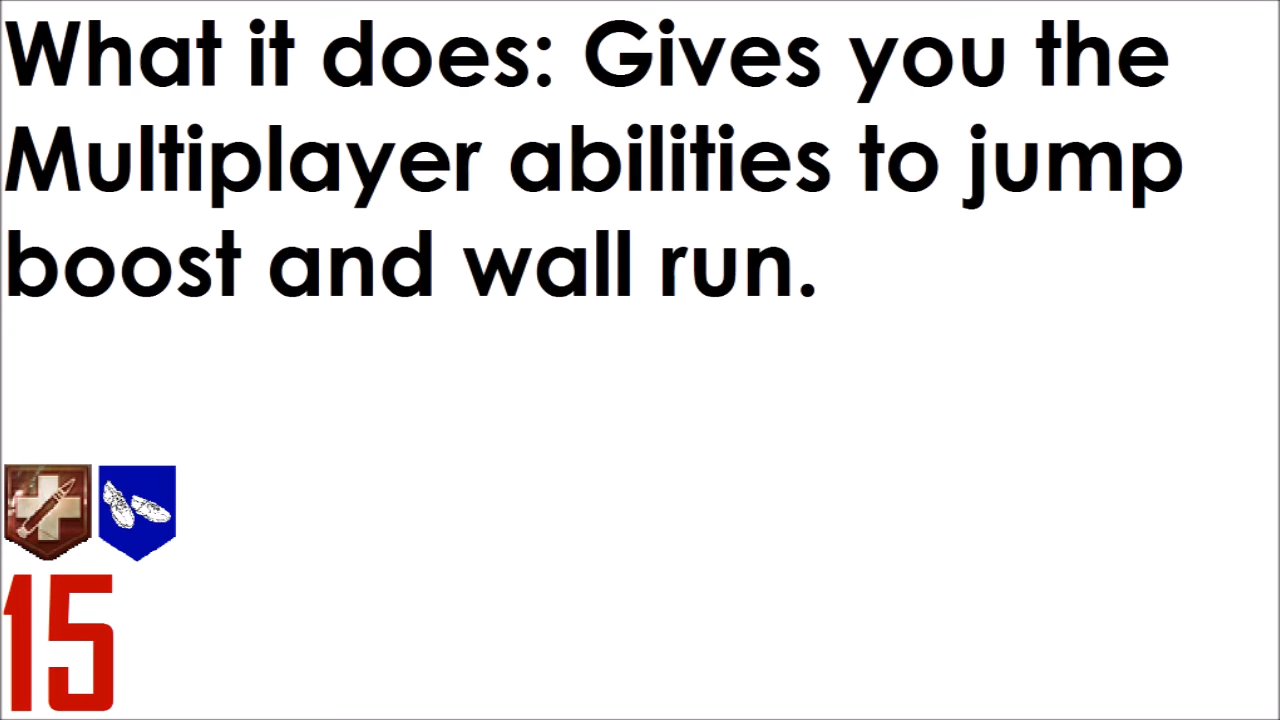 What it does: Gives you the
Multiplayer abilities to jump
boost and wall run.
15